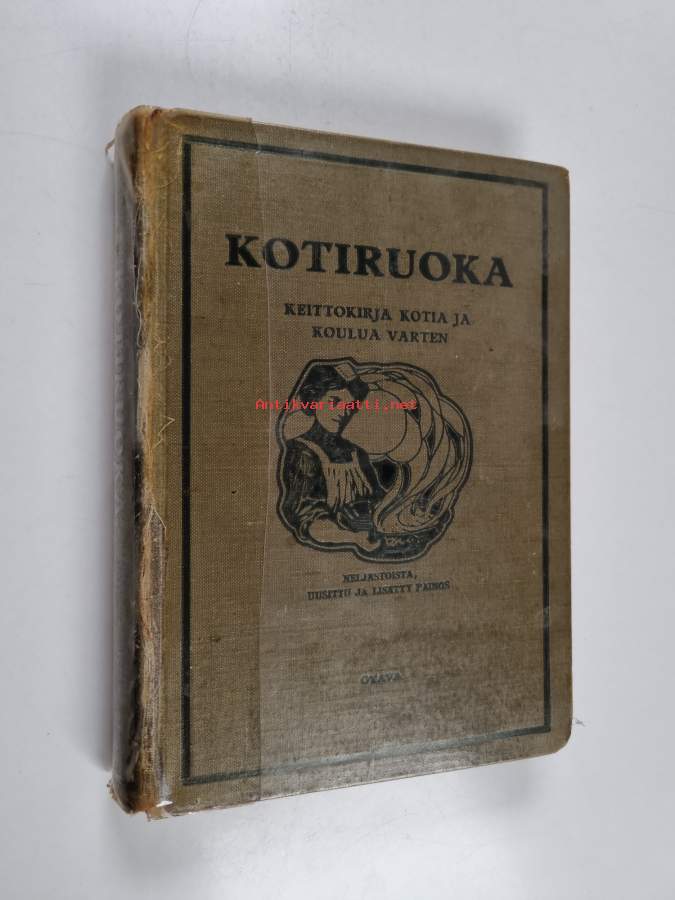 KOTIRUOKA
KEITTOKIRJA KOTIA JA
KOULUA VARTEN
Antikvariaatti.net
NELJÄSTOISTA,
UUSITTU JA LISÄTTY PAINOS
OTAVA